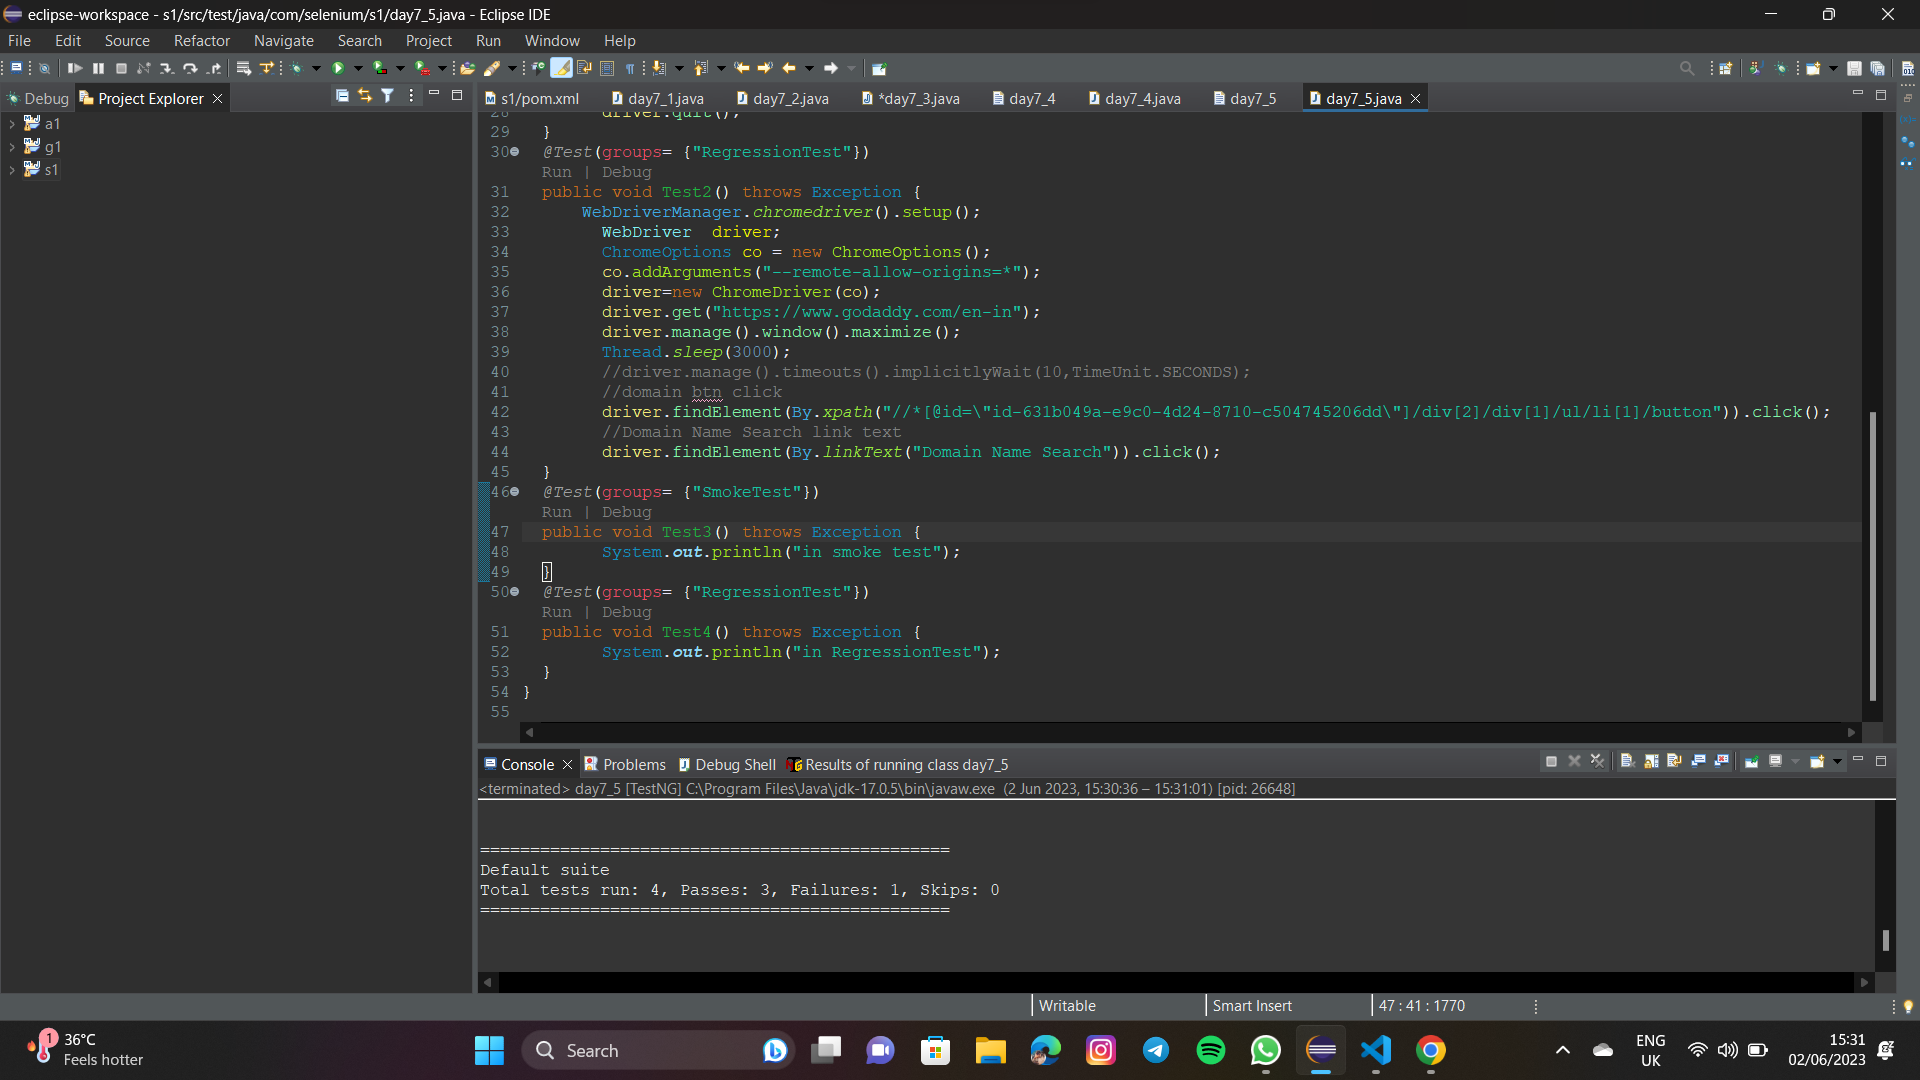 eclipse-workspace - s1/src/test/java/com/selenium/s1/day7_5.java - Eclipse IDE
File Edit Source Refactor Navigate Search Project Run Window Help
Debug Project Explorer
s1/pom.xml day7_1.java day7_2.java *day7_3.java day7_4 day7_4.java day7_5 day7_5.java
a1
g1
s1
28 driver.quit();
29 }
30 @Test(groups= {"RegressionTest"})
Run | Debug
31 public void Test2() throws Exception {
32 WebDriverManager.chromedriver().setup();
33 WebDriver  driver;
34 ChromeOptions co = new ChromeOptions();
35 co.addArguments("--remote-allow-origins=*");
36 driver=new ChromeDriver(co);
37 driver.get("https://www.godaddy.com/en-in");
38 driver.manage().window().maximize();
39 Thread.sleep(3000);
40 //driver.manage().timeouts().implicitlyWait(10,TimeUnit.SECONDS);
41 //domain btn click
42 driver.findElement(By.xpath("//*[@id=\"id-631b049a-e9c0-4d24-8710-c504745206dd\"]/div[2]/div[1]/ul/li[1]/button")).click();
43 //Domain Name Search link text
44 driver.findElement(By.linkText("Domain Name Search")).click();
45 }
46 @Test(groups= {"SmokeTest"})
Run | Debug
47 public void Test3() throws Exception {
48 System.out.println("in smoke test");
49 }
50 @Test(groups= {"RegressionTest"})
Run | Debug
51 public void Test4() throws Exception {
52 System.out.println("in RegressionTest");
53 }
54 }
55
Console Problems Debug Shell Results of running class day7_5
<terminated> day7_5 [TestNG] C:\Program Files\Java\jdk-17.0.5\bin\javaw.exe (2 Jun 2023, 15:30:36 – 15:31:01) [pid: 26648]
===============================================
Default suite
Total tests run: 4, Passes: 3, Failures: 1, Skips: 0
===============================================
Writable Smart Insert 47 : 41 : 1770
1 36°C
Feels hotter
Search
ENG
UK
15:31
02/06/2023